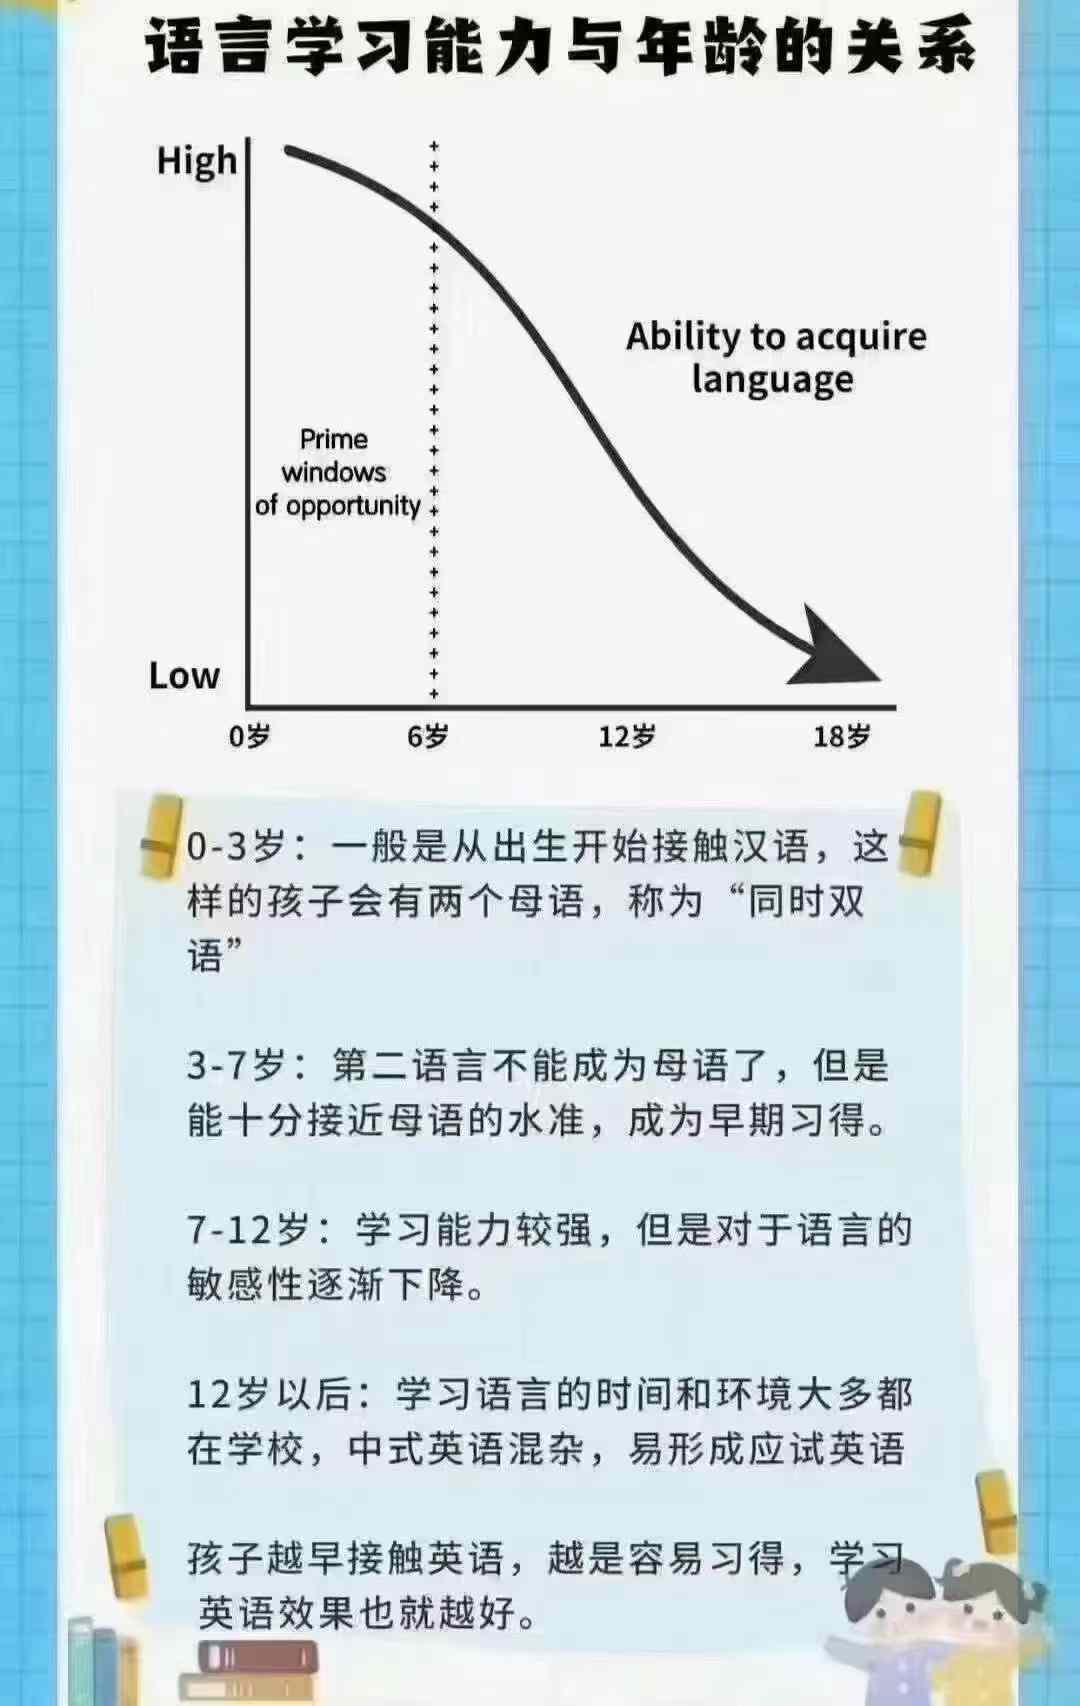 语言学习能力与年龄的关系
High
Ability to acquire
language
Prime
windows
of opportunity
Low
0岁 6岁 12岁 18岁
0-3岁：一般是从出生开始接触汉语，这
样的孩子会有两个母语，称为“同时双
语”
3-7岁：第二语言不能成为母语了，但是
能十分接近母语的水准，成为早期习得。
7-12岁：学习能力较强，但是对于语言的
敏感性逐渐下降。
12岁以后：学习语言的时间和环境大多都
在学校，中式英语混杂，易形成应试英语
孩子越早接触英语，越是容易习得，学习
英语效果也就越好。